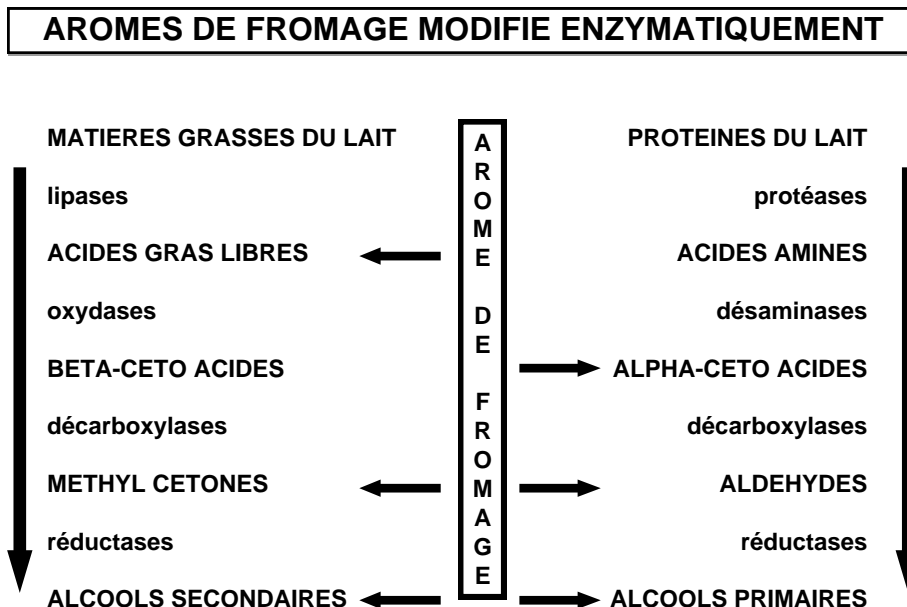 AROMES DE FROMAGE MODIFIE ENZYMATIQUEMENT
MATIERES GRASSES DU LAIT
lipases
ACIDES GRAS LIBRES
oxydases
BETA-CETO ACIDES
décarboxylases
METHYL CETONES
réductases
ALCOOLS SECONDAIRES
A
R
O
M
E
D
E
F
R
O
M
A
G
E
PROTEINES DU LAIT
protéases
ACIDES AMINES
désaminases
ALPHA-CETO ACIDES
décarboxylases
ALDEHYDES
réductases
ALCOOLS PRIMAIRES